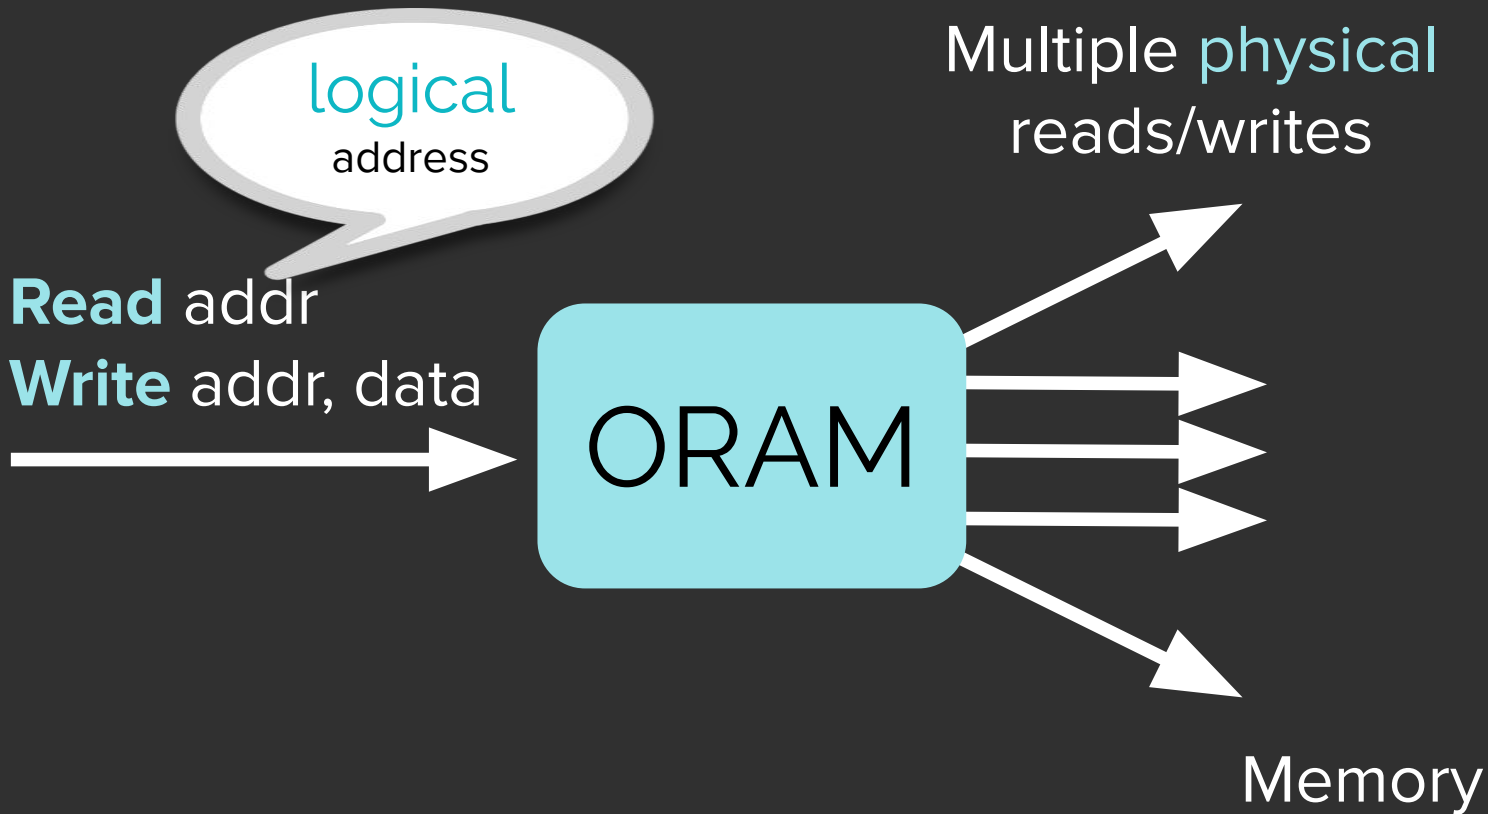 logical
address
Multiple physical
reads/writes
Read addr
Write addr, data
ORAM
Memory